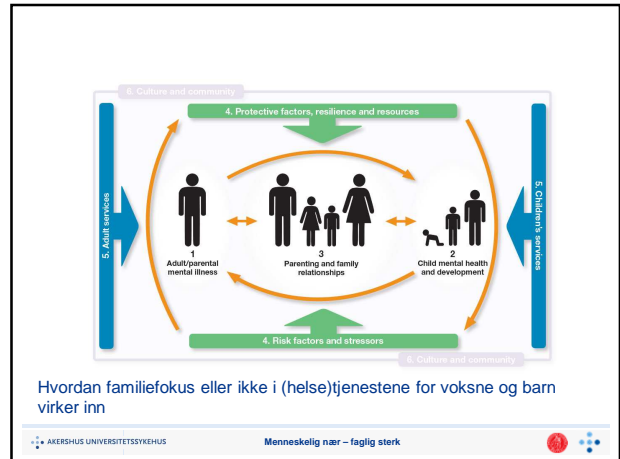 6. Culture and community
4. Protective factors, resilience and resources
5. Adult services
1
Adult/parental
mental illness
3
Parenting and family
relationships
2
Child mental health
and development
5. Children's services
4. Risk factors and stressors
6. Culture and community
Hvordan familiefokus eller ikke i (helse)tjenestene for voksne og barn
virker inn
AKERSHUS UNIVERSITETSSYKEHUS
Menneskelig nær – faglig sterk